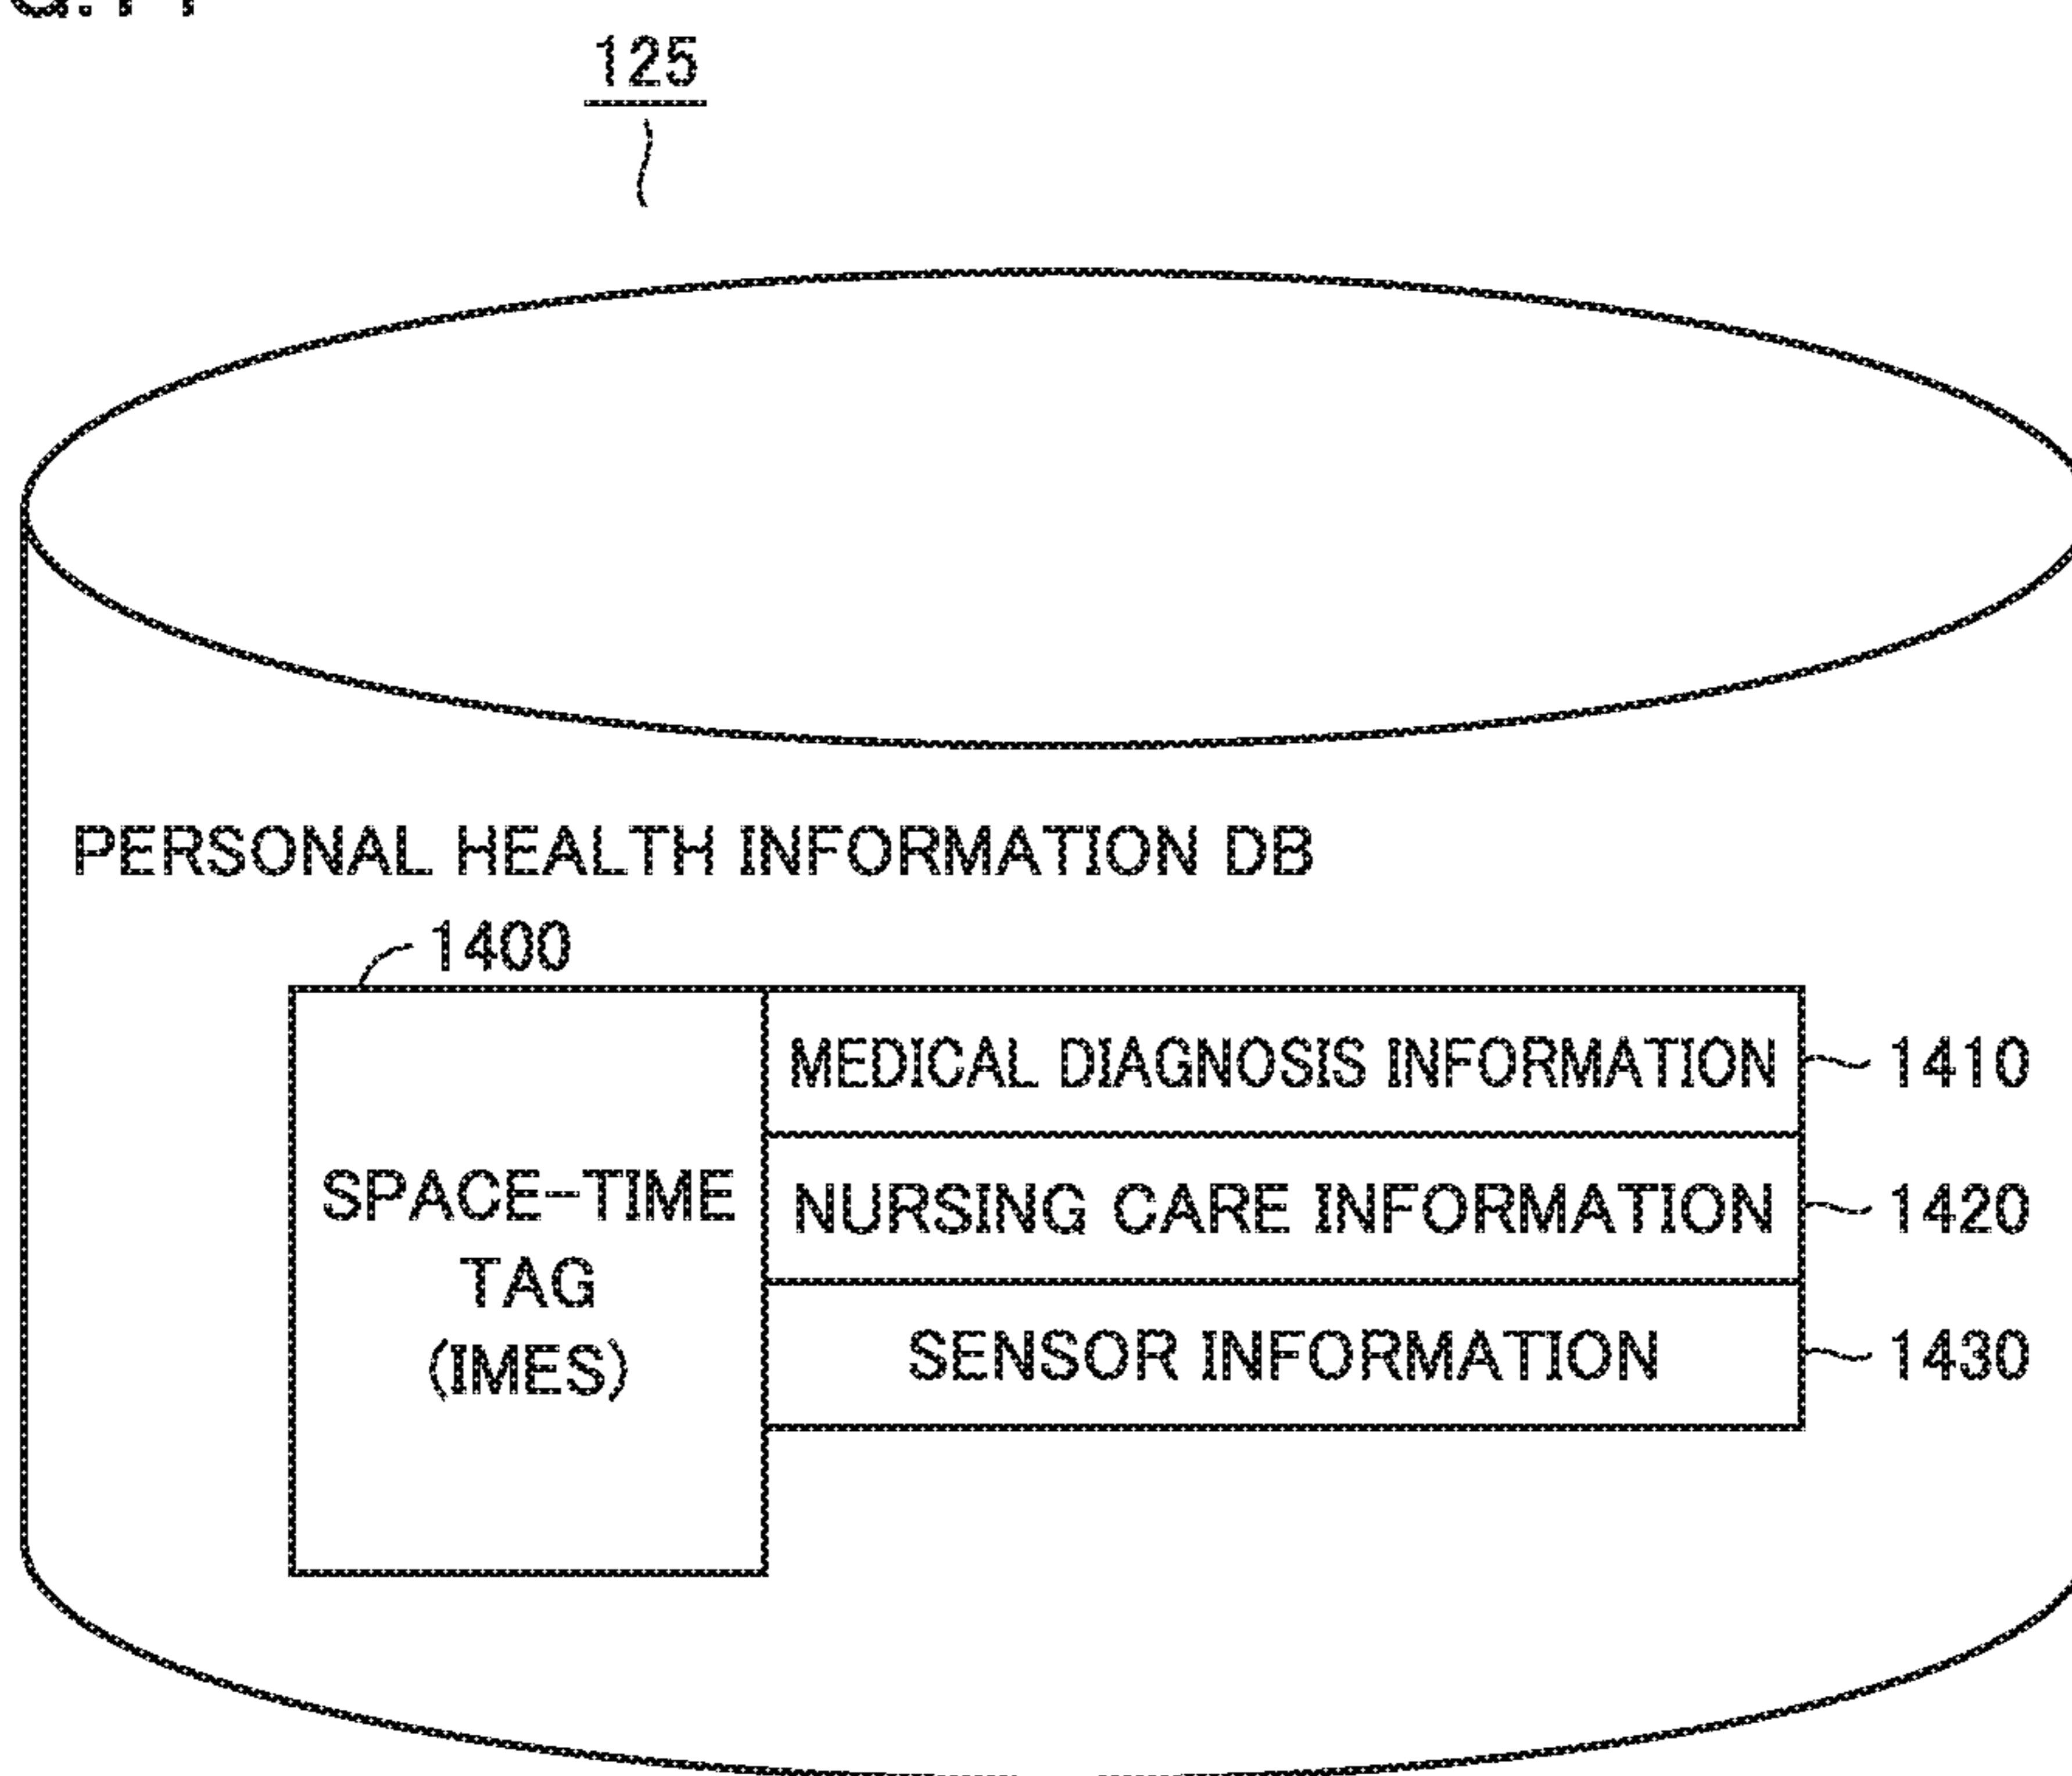 125
PERSONAL HEALTH INFORMATION DB
1400
SPACE-TIME
TAG
(IMES)
MEDICAL DIAGNOSIS INFORMATION
1410
NURSING CARE INFORMATION
1420
SENSOR INFORMATION
1430